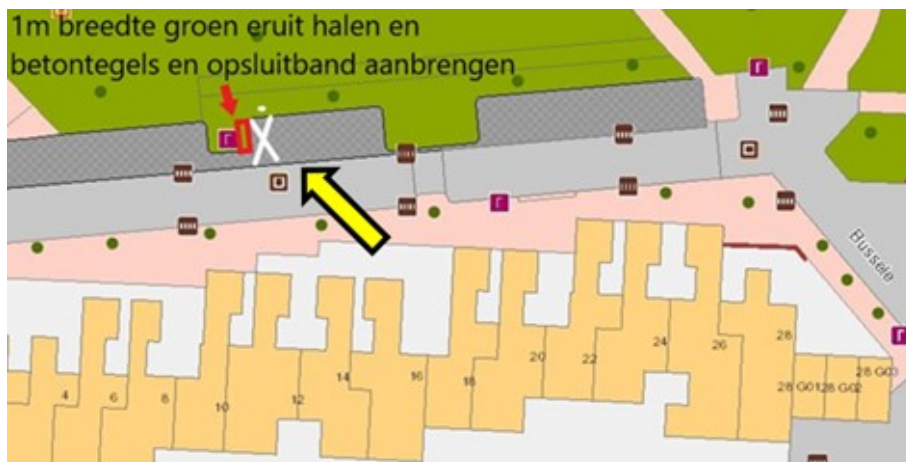 1m breedte groen eruit halen en
betontegels en opsluitband aanbrengen
Bussele
4
6
8
10
12
14
16
18
20
22
24
26
28
28 G01
28 G02
28 G03